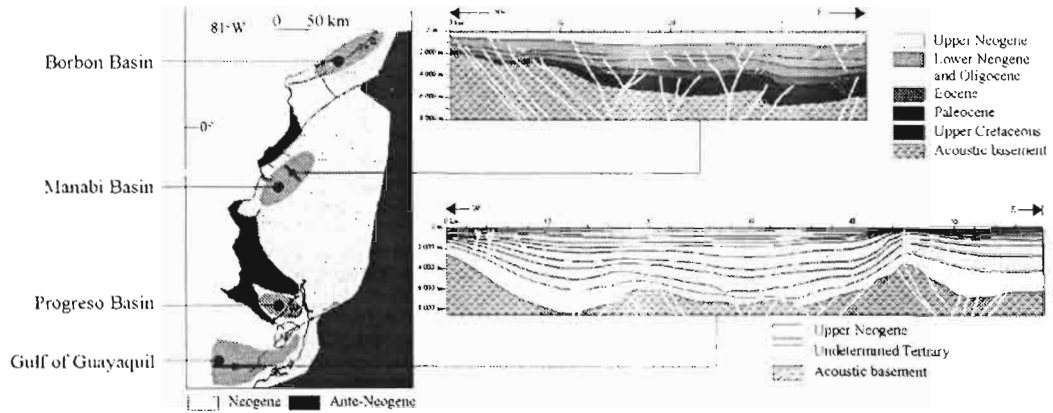 81°W
0 50 km
Borbon Basin
0°
Manabi Basin
Progreso Basin
Gulf of Guayaquil
Neogene
Ante-Neogene
Upper Neogene
Lower Neogene
and Oligocene
Eocene
Paleocene
Upper Cretaceous
Acoustic basement
Upper Neogene
Undetermined Tertiary
Acoustic basement